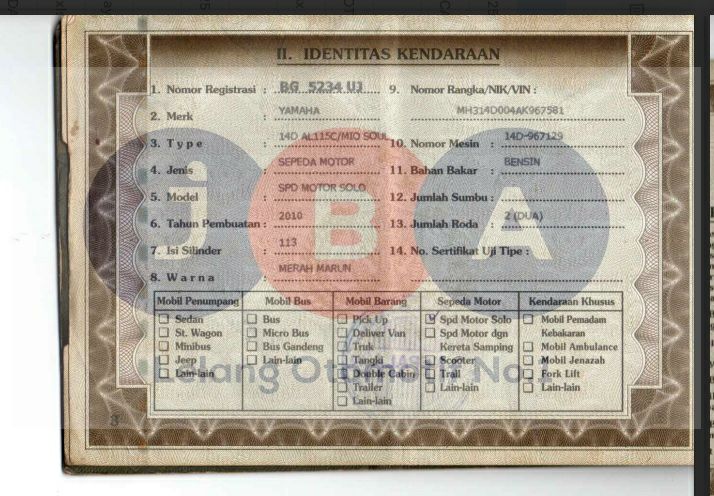 II. IDENTITAS KENDARAAN
1. Nomor Registrasi : BG 5234 UJ
2. Merk : YAMAHA
3. Type : 14D AL115C/MIO SOUL
4. Jenis : SEPEDA MOTOR
5. Model : SPD MOTOR SOLO
6. Tahun Pembuatan : 2010
7. Isi Silinder : 113
8. Warna : MERAH MARUN
9. Nomor Rangka/NIK/VIN :
MH314D004AK967581
10. Nomor Mesin : 14D-967129
11. Bahan Bakar : BENSIN
12. Jumlah Sumbu :
13. Jumlah Roda : 2 (DUA)
14. No. Sertifikat Uji Tipe :
Mobil Penumpang
Sedan
St. Wagon
Minibus
Jeep
Lain-lain
Mobil Bus
Bus
Micro Bus
Bus Gandeng
Lain-lain
Mobil Barang
Pick Up
Deliver Van
Truk
Tangki
Double Cabin
Trailer
Lain-lain
Sepeda Motor
Spd Motor Solo
Spd Motor dgn
Kereta Samping
Scooter
Trail
Lain-lain
Kendaraan Khusus
Mobil Pemadam
Kebakaran
Mobil Ambulance
Mobil Jenazah
Fork Lift
Lain-lain
iBA
Lelang Otomotif No.1
3